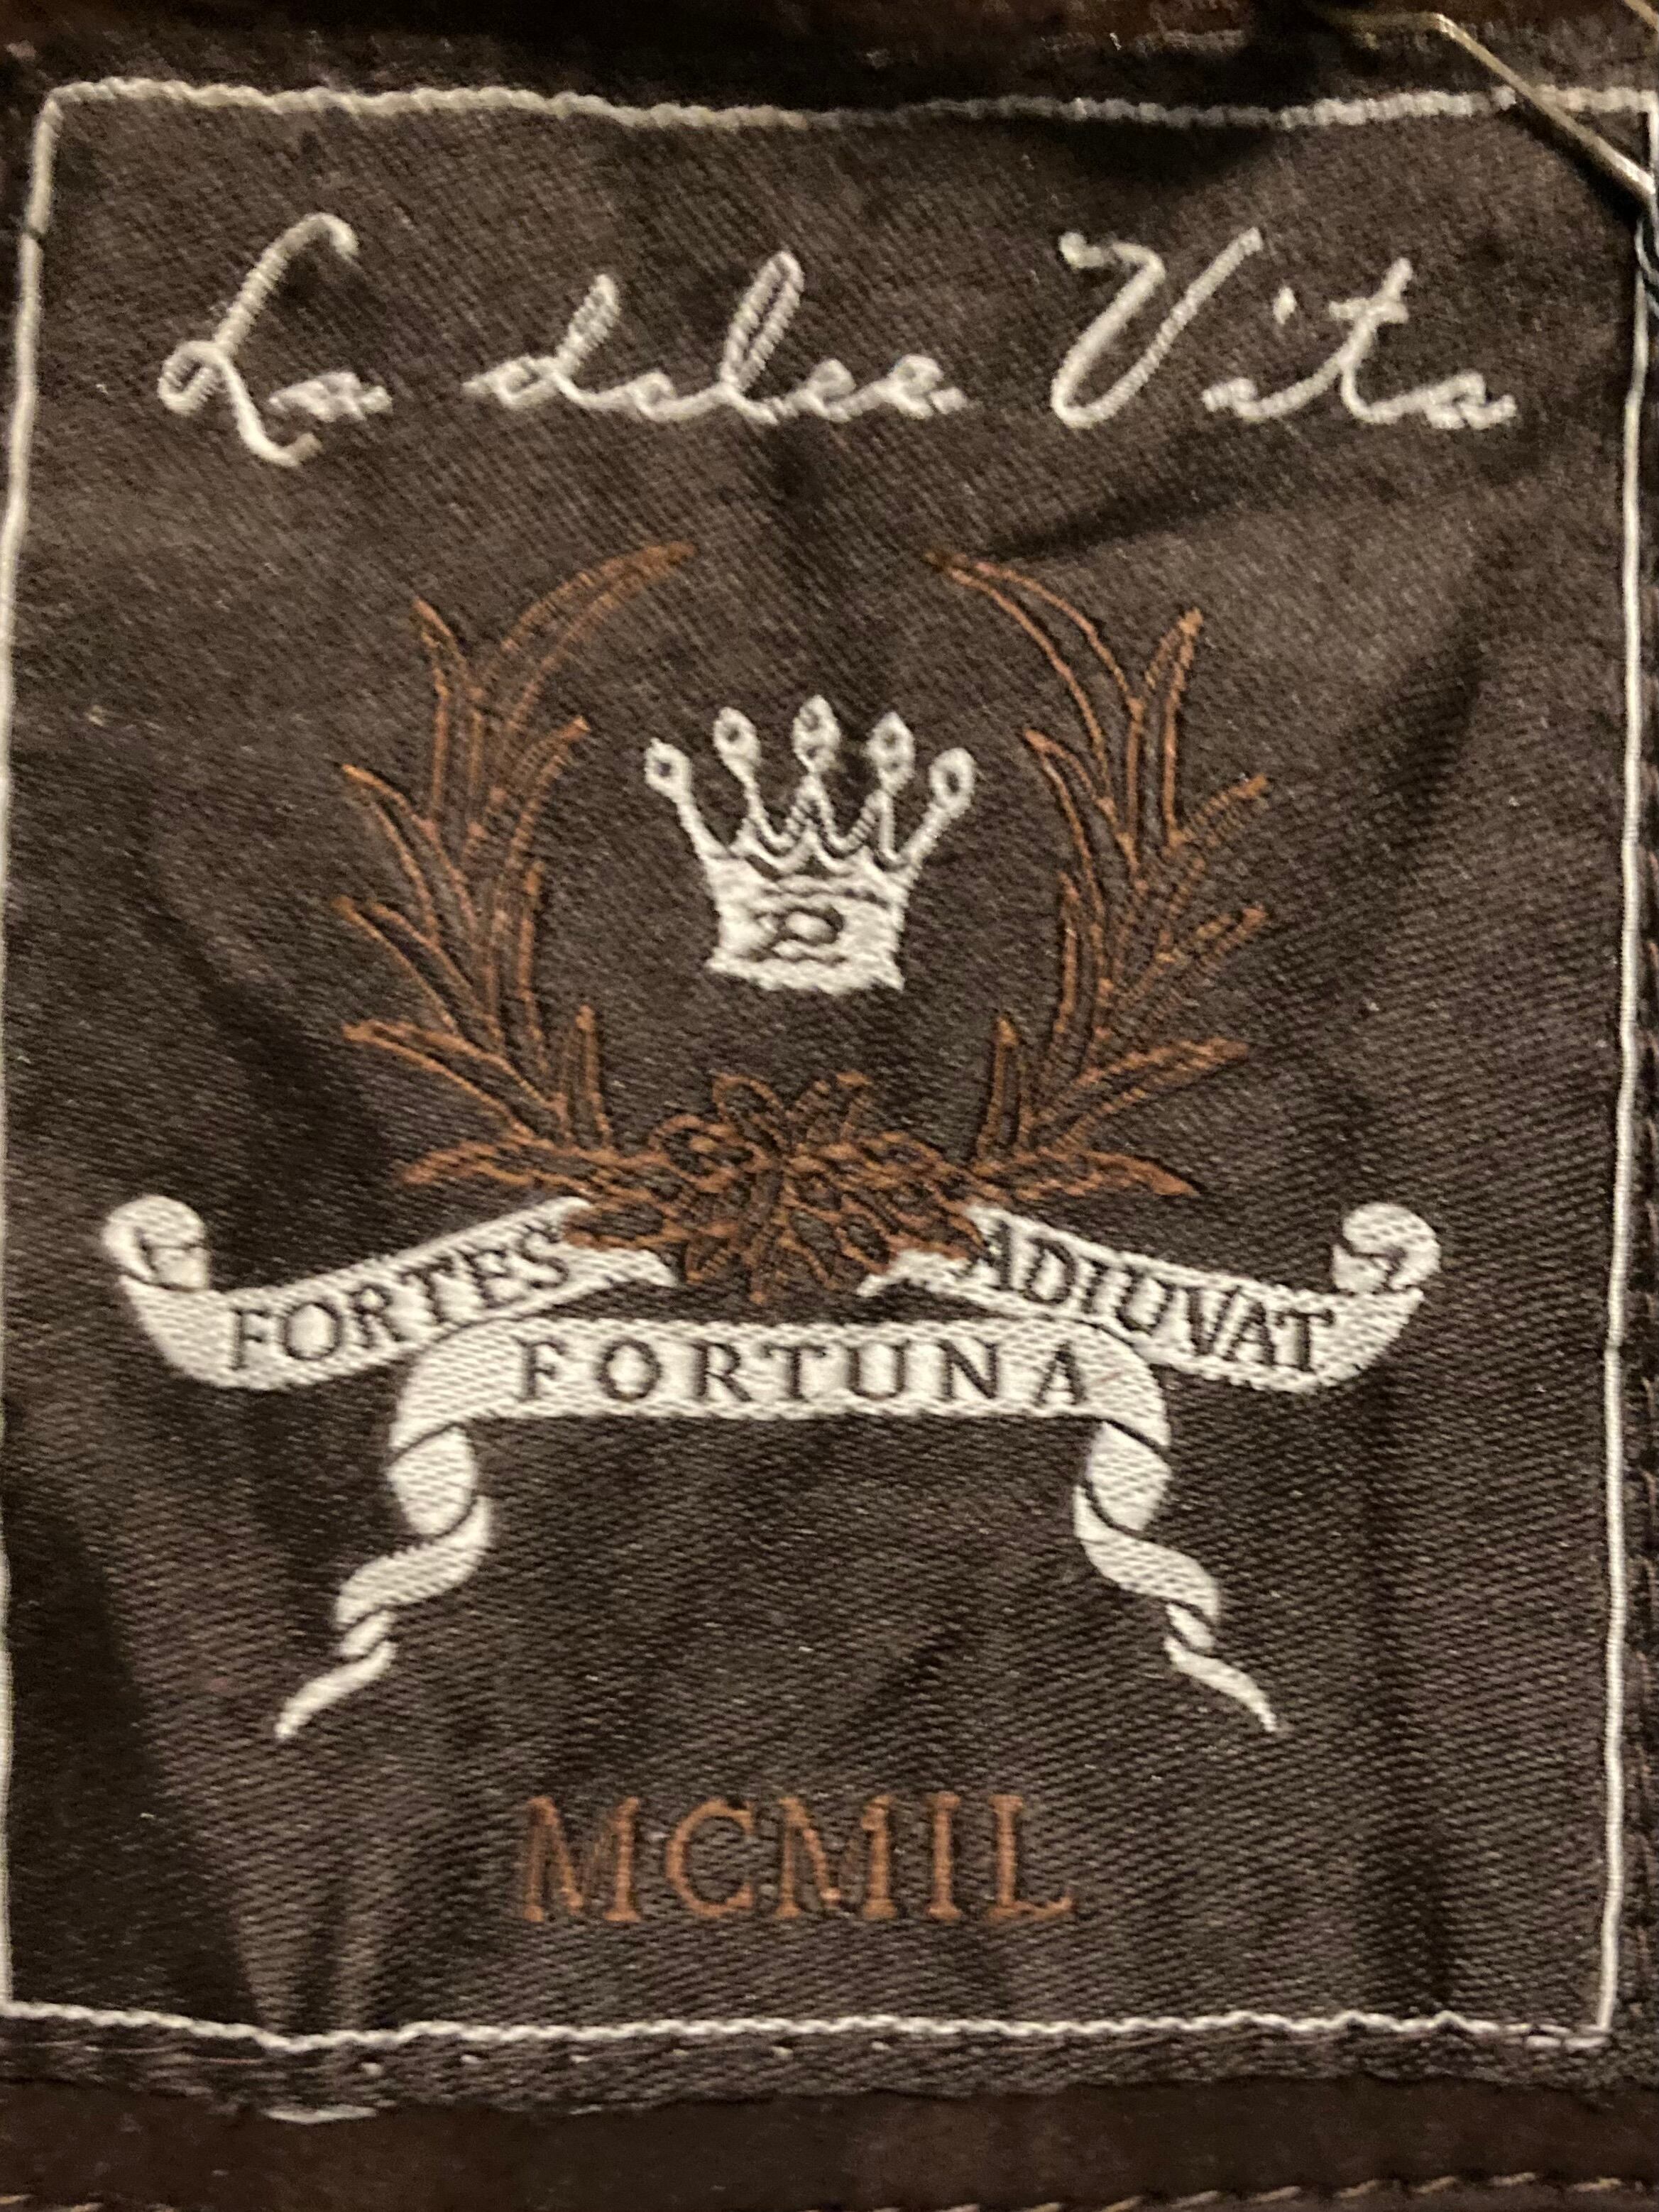 La dolce Vita
FORTES
FORTUNA
ADIUVAT
MCMIL